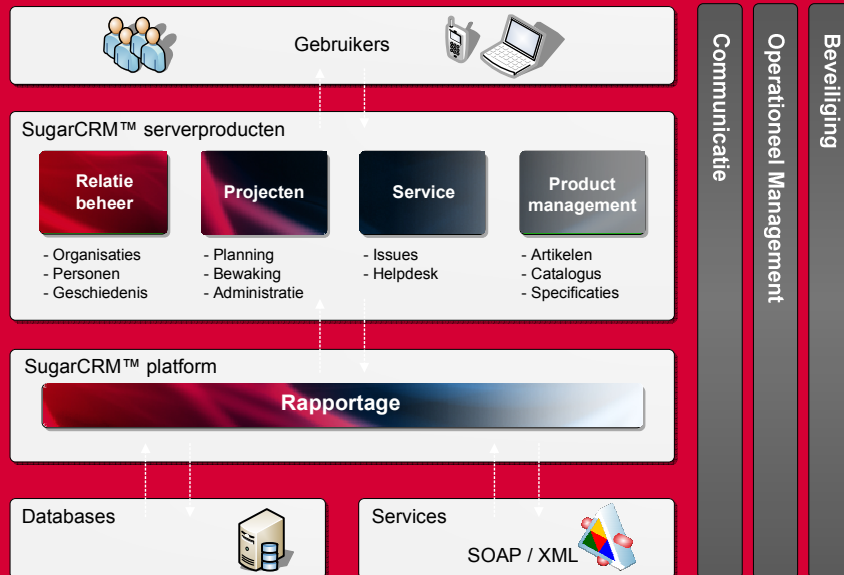 Gebruikers
SugarCRM™ serverproducten
Relatie
beheer
- Organisaties
- Personen
- Geschiedenis
Projecten
- Planning
- Bewaking
- Administratie
Service
- Issues
- Helpdesk
Product
management
- Artikelen
- Catalogus
- Specificaties
SugarCRM™ platform
Rapportage
Databases
Services
SOAP / XML
Communicatie
Operationeel Management
Beveiliging